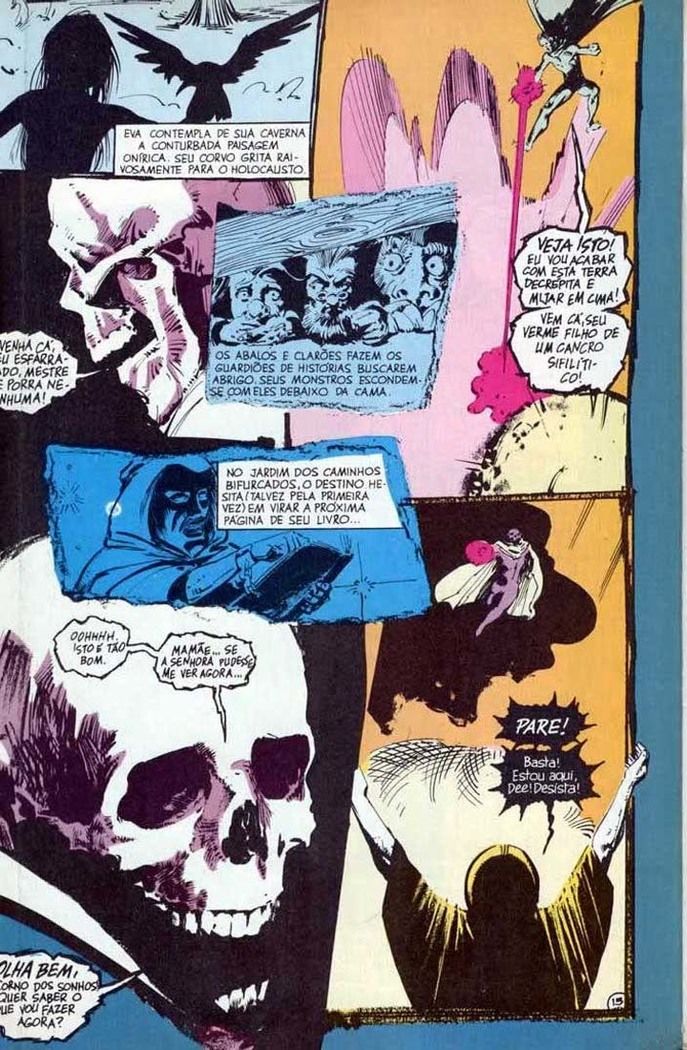 EVA CONTEMPLA DE SUA CAVERNA
A CONTURBADA PAISAGEM
ONÍRICA. SEU CORVO GRITA RAI-
VOSAMENTE PARA O HOLOCAUSTO.
VEJA ISTO!
EU VOU ACABAR
COM ESTA TERRA
DECRÉPITA E
MIJAR EM CIMA!
VEM CÁ, SEU
VERME FILHO DE
UM CANCRO
SIFILÍTI-
CO!
VENHA CÁ,
EU ESFARRA-
ADO, MESTRE
E PORRA NE-
NHUMA!
OS ABALOS E CLARÕES FAZEM OS
GUARDIÕES DE HISTÓRIAS BUSCAREM
ABRIGO. SEUS MONSTROS ESCONDEM-
SE COM ELES DEBAIXO DA CAMA.
NO JARDIM DOS CAMINHOS
BIFURCADOS, O DESTINO HE-
SITA (TALVEZ PELA PRIMEIRA
VEZ) EM VIRAR A PRÓXIMA
PÁGINA DE SEU LIVRO...
OOHHHH.
ISTO É TÃO
BOM.
MAMÃE... SE
A SENHORA PUDESSE
ME VER AGORA...
PARE!
Basta!
Estou aqui,
Dee! Desista!
OLHA BEM,
CORNO DOS SONHOS!
QUER SABER O
QUE VOU FAZER
AGORA?
15